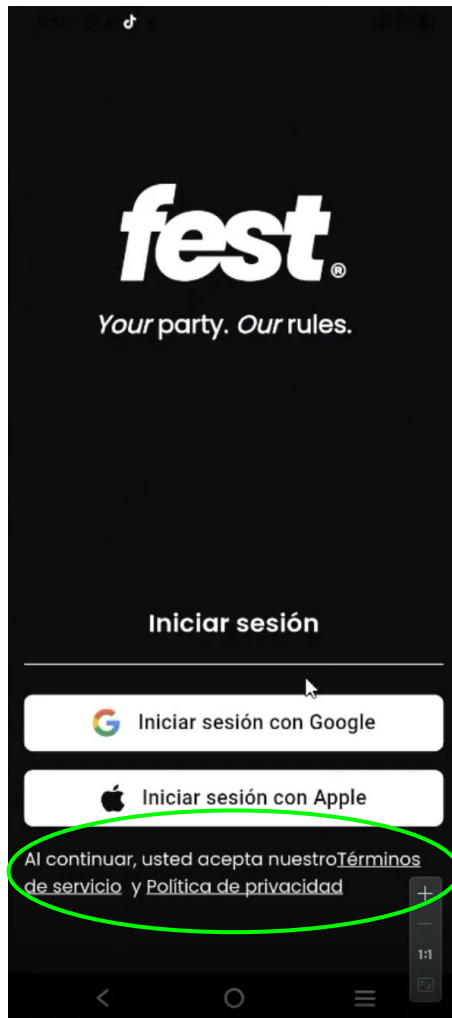 fest®
Your party. Our rules.
Iniciar sesión
Iniciar sesión con Google
Iniciar sesión con Apple
Al continuar, usted acepta nuestroTérminos
de servicio y Política de privacidad
1:1